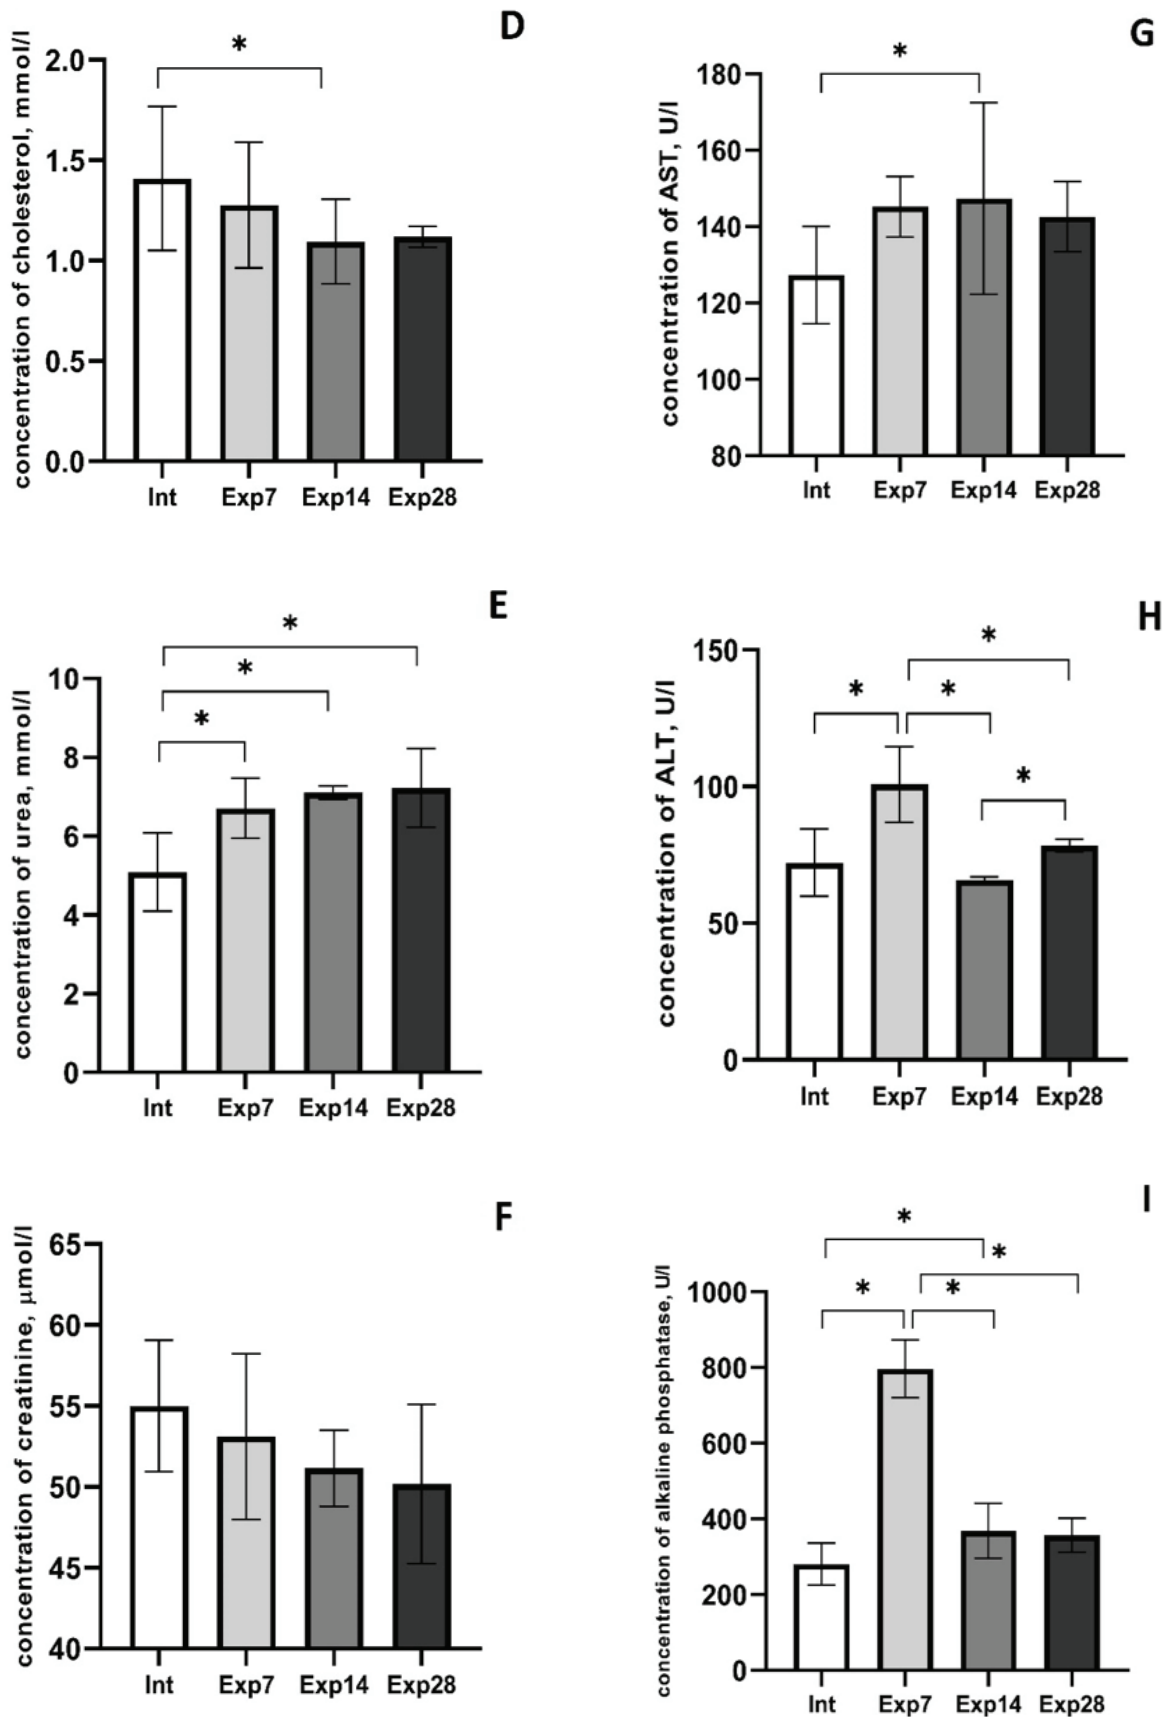 D
*
concentration of cholesterol, mmol/l
2.0
1.5
1.0
0.5
0.0
Int Exp7 Exp14 Exp28
G
*
concentration of AST, U/l
180
160
140
120
100
80
Int Exp7 Exp14 Exp28
E
*
*
*
concentration of urea, mmol/l
10
8
6
4
2
0
Int Exp7 Exp14 Exp28
H
*
* *
*
concentration of ALT, U/l
150
100
50
0
Int Exp7 Exp14 Exp28
F
concentration of creatinine, µmol/l
65
60
55
50
45
40
Int Exp7 Exp14 Exp28
I
*
*
* *
concentration of alkaline phosphatase, U/l
1000
800
600
400
200
0
Int Exp7 Exp14 Exp28